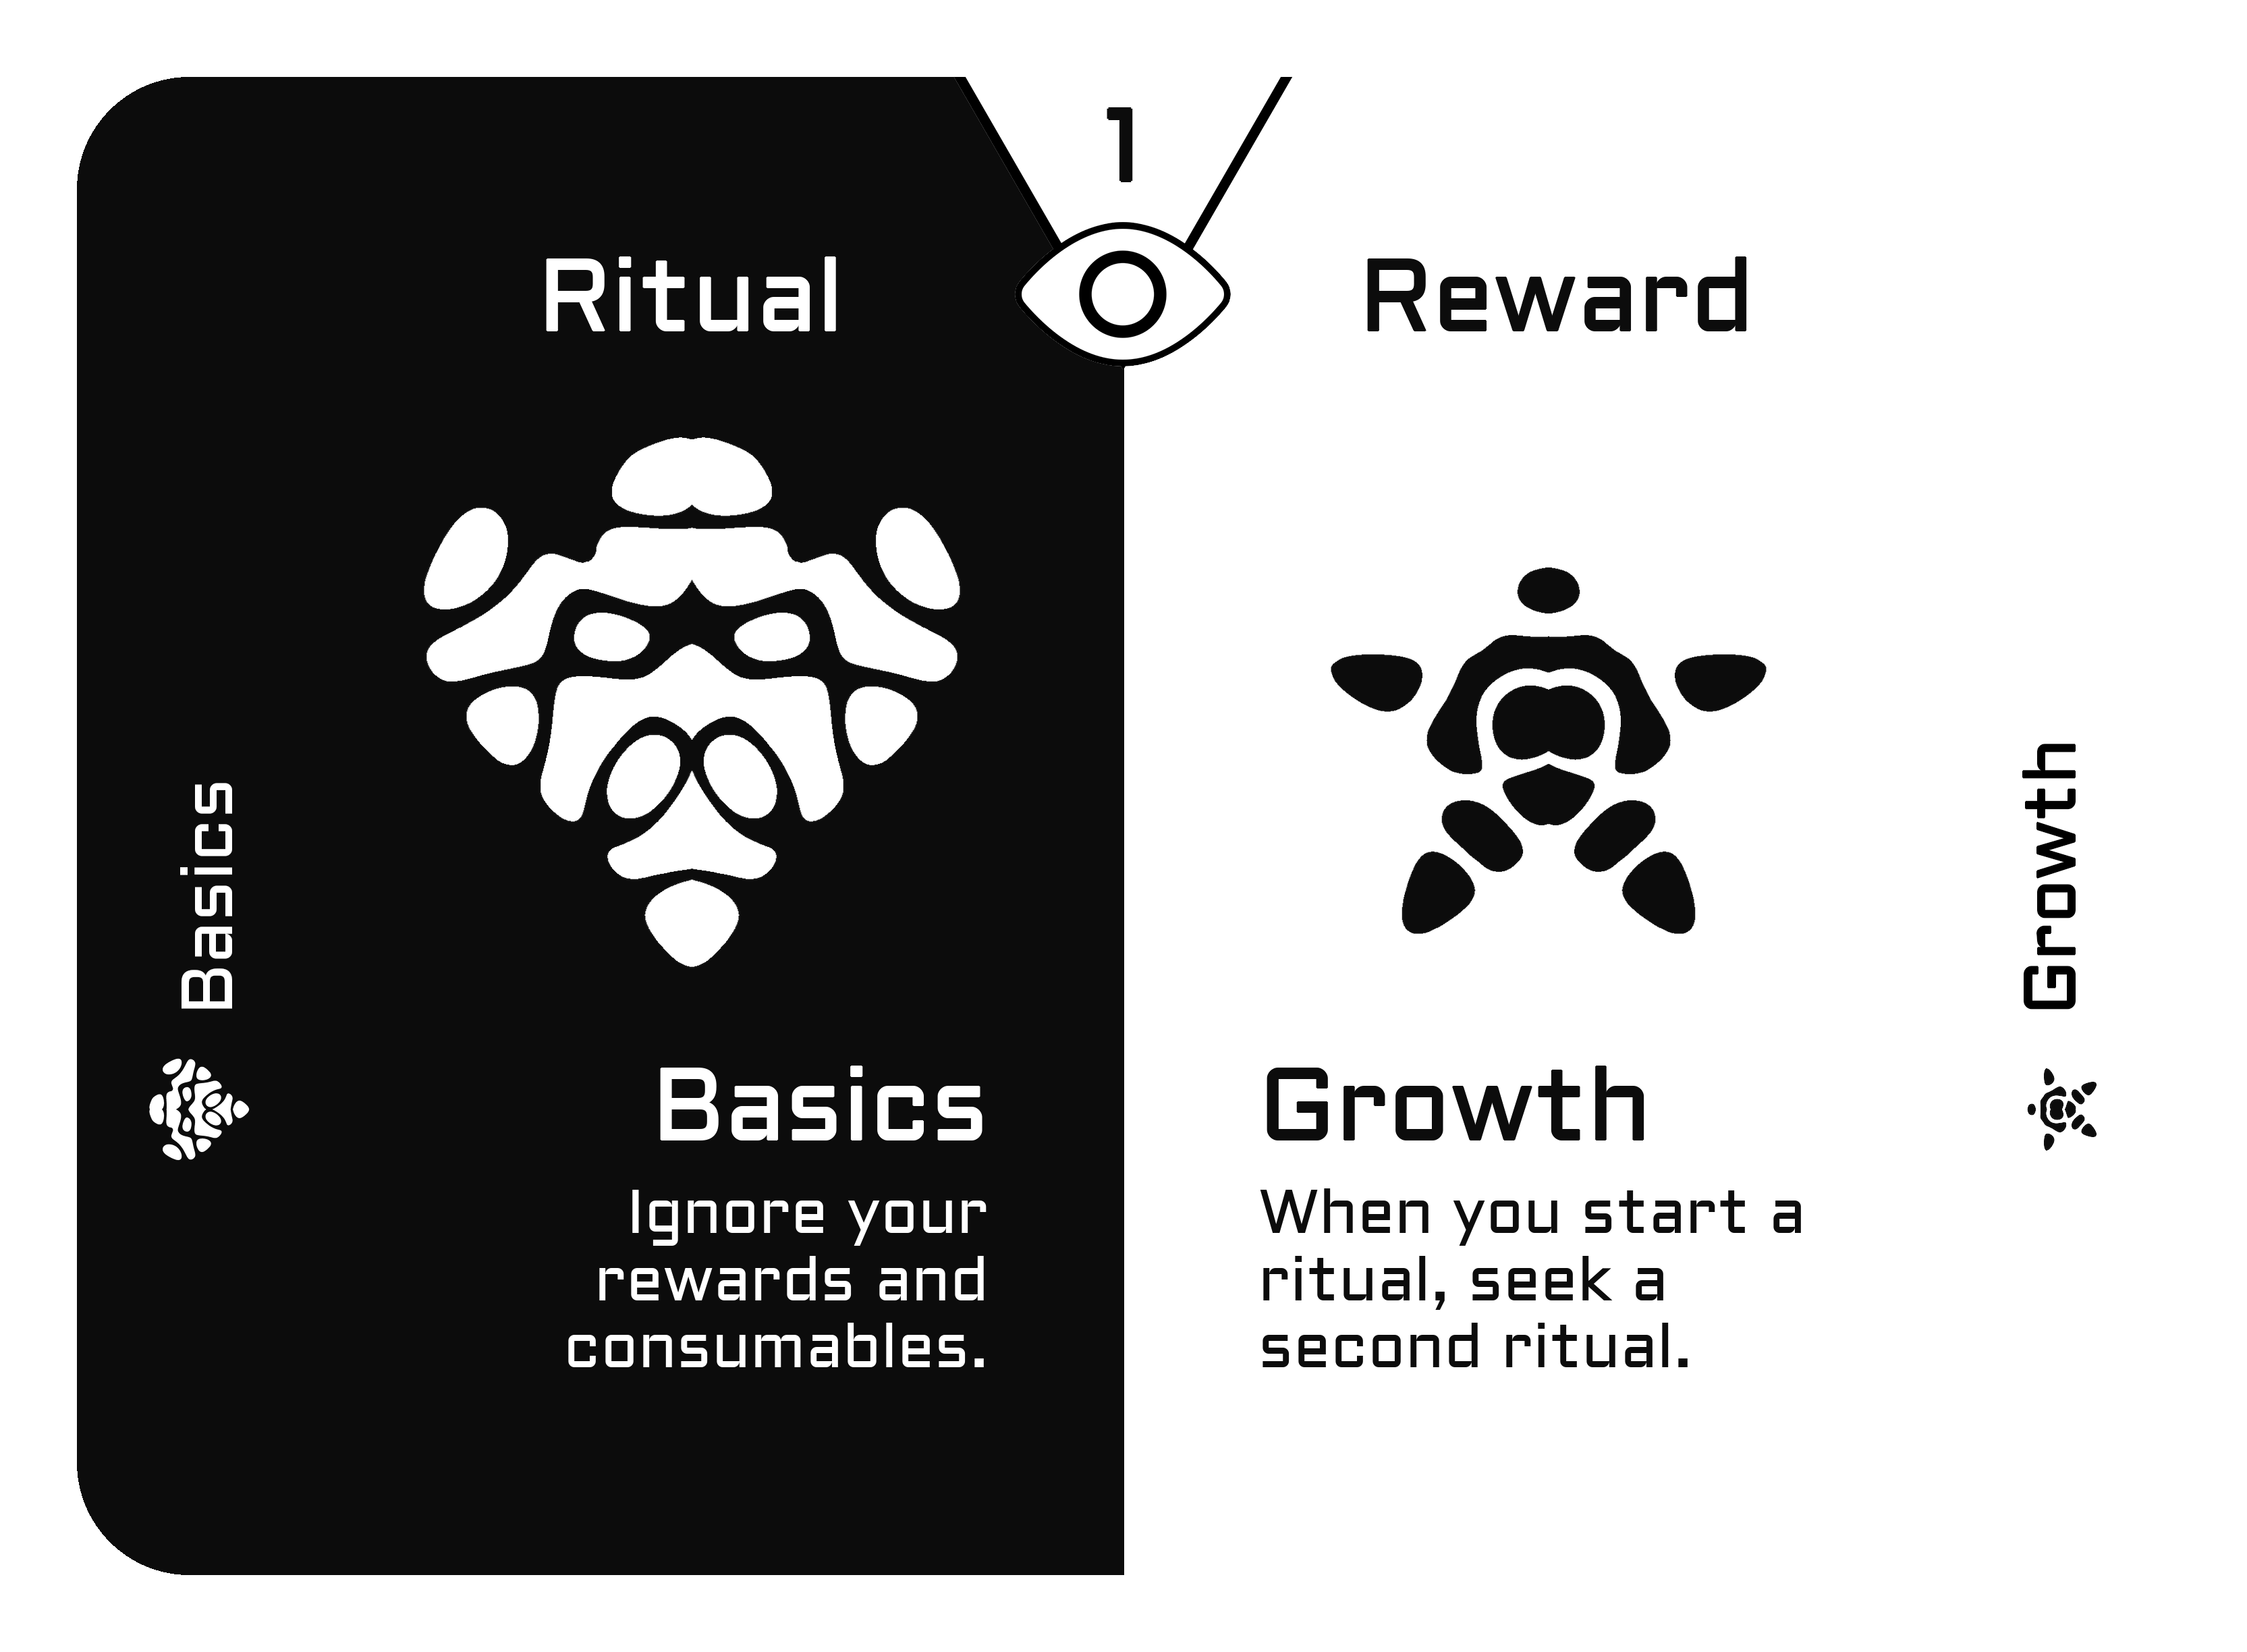 1
Ritual
Reward
Basics
Growth
Basics
Ignore your
rewards and
consumables.
Growth
When you start a
ritual, seek a
second ritual.